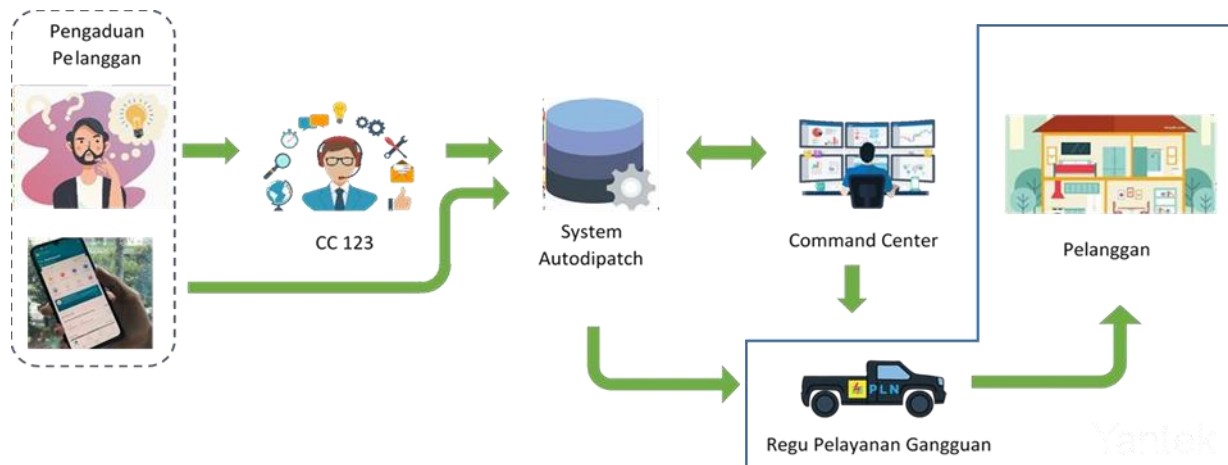 Pengaduan
Pelanggan
CC 123
System
Autodipatch
Command Center
Pelanggan
PLN
Regu Pelayanan Gangguan
Yantek